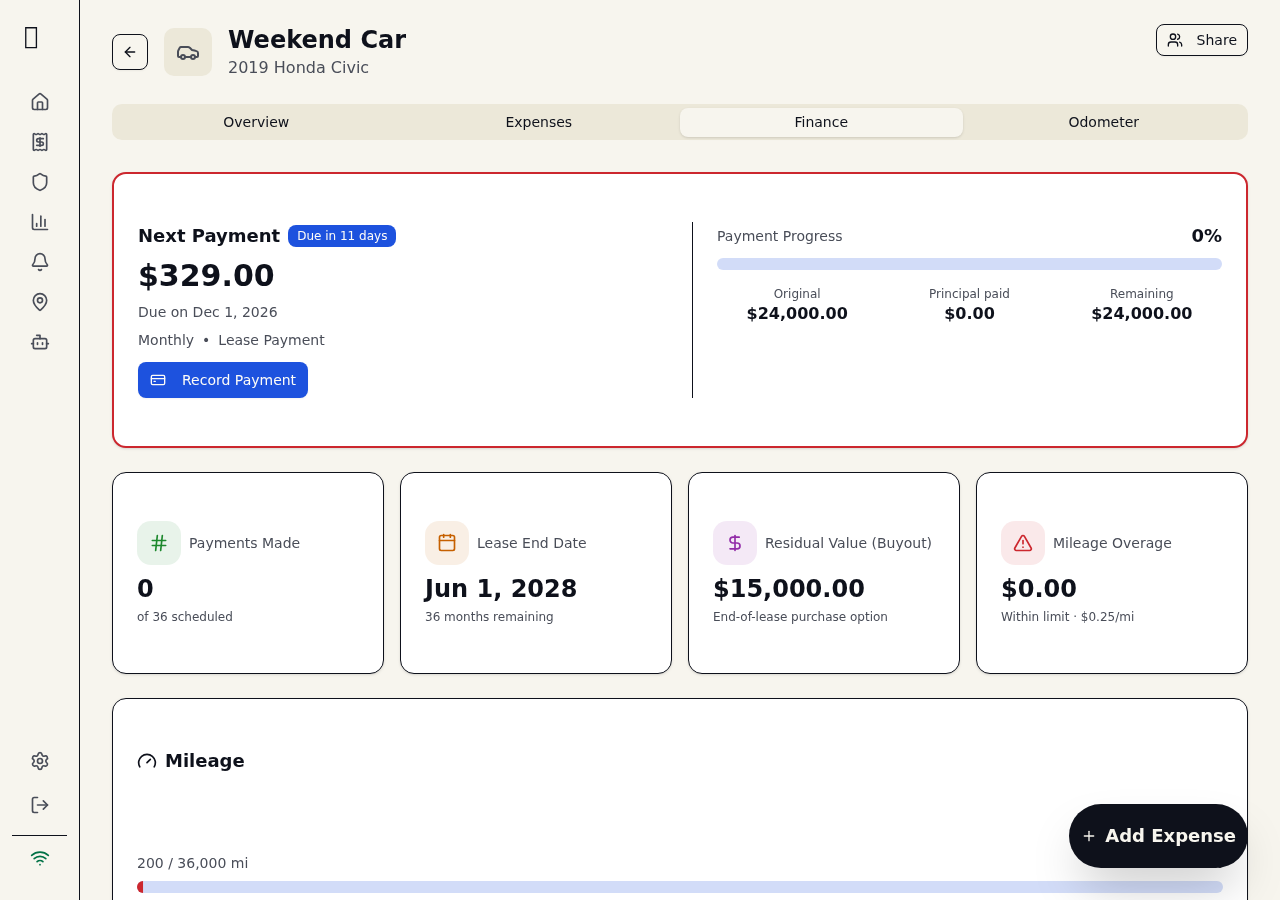 Weekend Car
2019 Honda Civic
Share
Overview
Expenses
Finance
Odometer
Next Payment
Due in 11 days
$329.00
Due on Dec 1, 2026
Monthly • Lease Payment
Record Payment
Payment Progress
0%
Original
$24,000.00
Principal paid
$0.00
Remaining
$24,000.00
Payments Made
0
of 36 scheduled
Lease End Date
Jun 1, 2028
36 months remaining
Residual Value (Buyout)
$15,000.00
End-of-lease purchase option
Mileage Overage
$0.00
Within limit · $0.25/mi
Mileage
200 / 36,000 mi
Add Expense